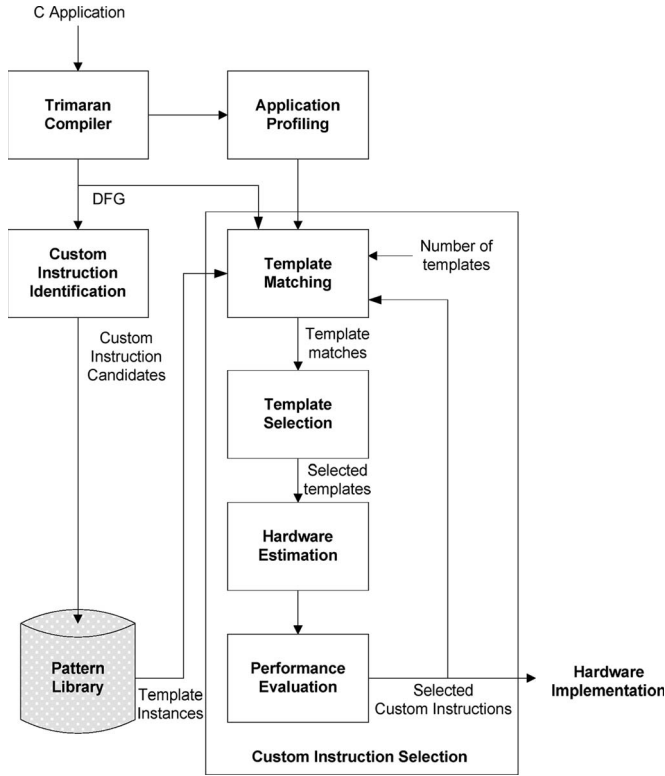 C Application
Trimaran
Compiler
Application
Profiling
DFG
Custom
Instruction
Identification
Template
Matching
Number of
templates
Custom
Instruction
Candidates
Template
matches
Template
Selection
Selected
templates
Hardware
Estimation
Pattern
Library
Template
Instances
Performance
Evaluation
Selected
Custom Instructions
Hardware
Implementation
Custom Instruction Selection